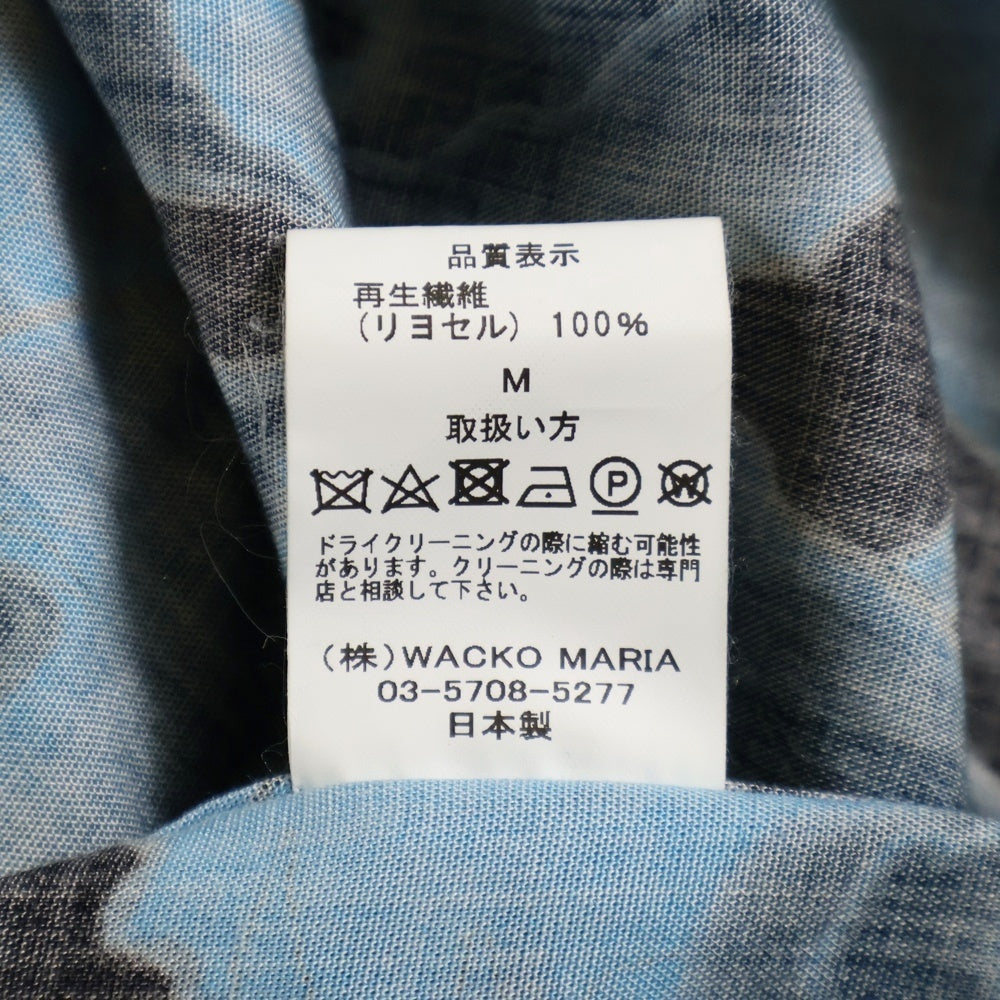 品質表示
再生繊維
(リヨセル) 100%
M
取扱い方
P
W
ドライクリーニングの際に縮む可能性
があります。クリーニングの際は専門
店と相談して下さい。
(株)WACKO MARIA
03-5708-5277
日本製